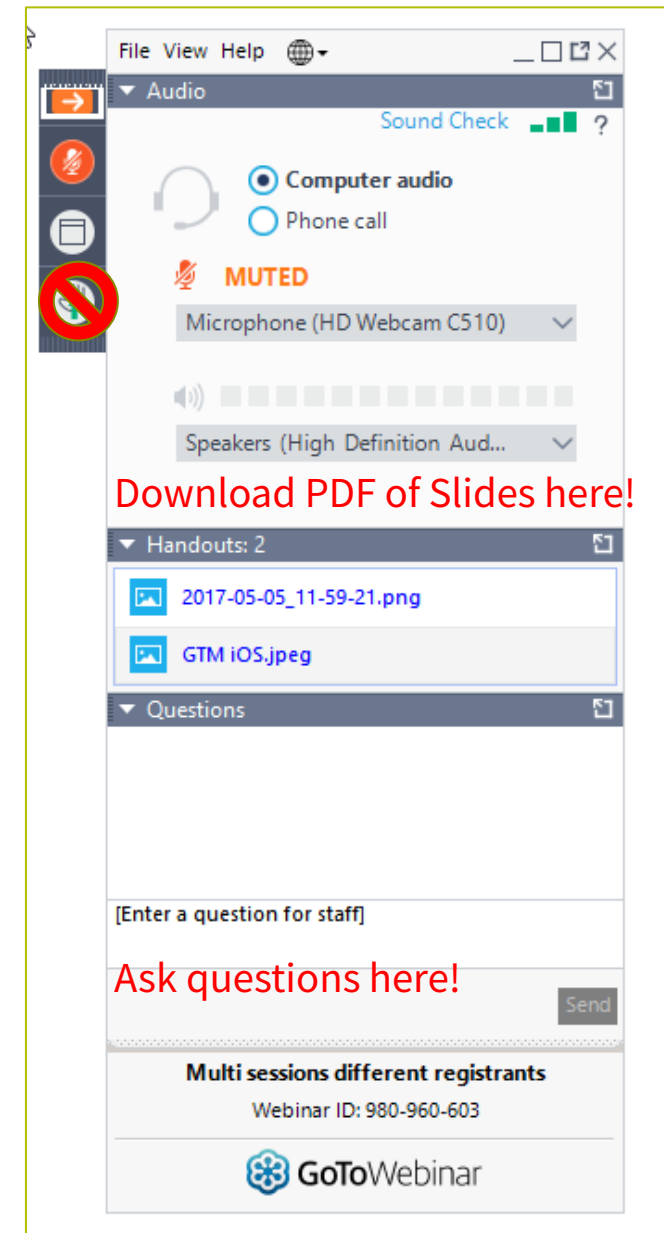 File View Help
Audio
Sound Check ?
Computer audio
Phone call
MUTED
Microphone (HD Webcam C510)
Speakers (High Definition Aud...
Download PDF of Slides here!
Handouts: 2
2017-05-05_11-59-21.png
GTM iOS.jpeg
Questions
[Enter a question for staff]
Ask questions here!
Send
Multi sessions different registrants
Webinar ID: 980-960-603
GoToWebinar